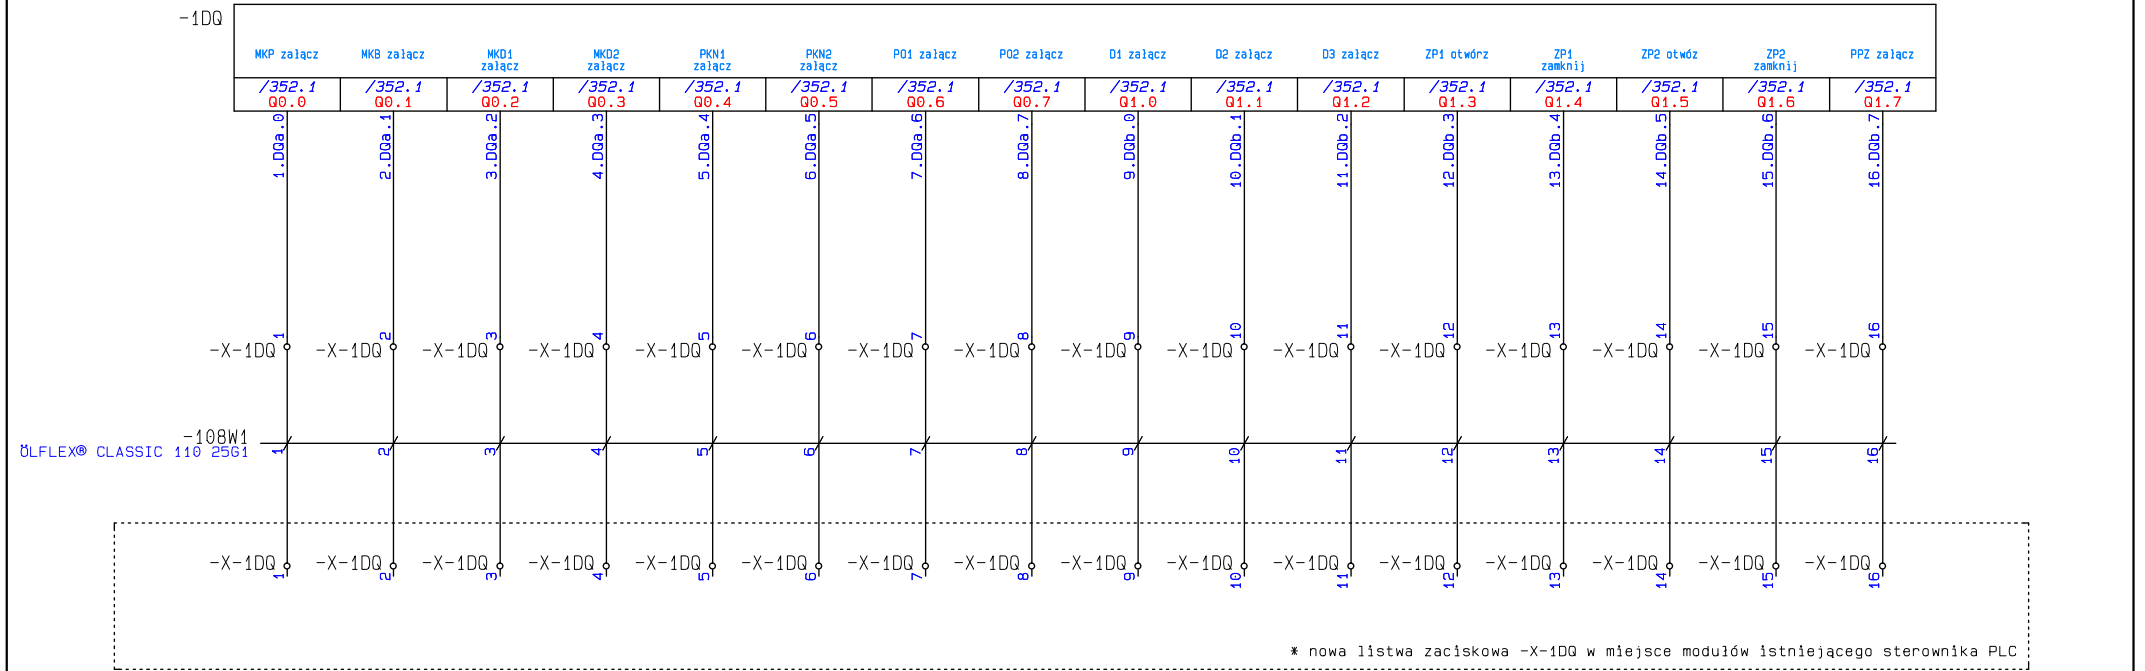 -1DQ
MKP załącz MKB załącz MKD1 załącz MKD2 załącz PKN1 załącz PKN2 załącz PO1 załącz PO2 załącz D1 załącz D2 załącz D3 załącz ZP1 otwórz ZP1 zamknij ZP2 otwóz ZP2 zamknij PPZ załącz
/352.1 /352.1 /352.1 /352.1 /352.1 /352.1 /352.1 /352.1 /352.1 /352.1 /352.1 /352.1 /352.1 /352.1 /352.1 /352.1
Q0.0 Q0.1 Q0.2 Q0.3 Q0.4 Q0.5 Q0.6 Q0.7 Q1.0 Q1.1 Q1.2 Q1.3 Q1.4 Q1.5 Q1.6 Q1.7
1.DQa.0 2.DQa.1 3.DQa.2 4.DQa.3 5.DQa.4 6.DQa.5 7.DQa.6 8.DQa.7 9.DQb.0 10.DQb.1 11.DQb.2 12.DQb.3 13.DQb.4 14.DQb.5 15.DQb.6 16.DQb.7
1 2 3 4 5 6 7 8 9 10 11 12 13 14 15 16
-X-1DQ -X-1DQ -X-1DQ -X-1DQ -X-1DQ -X-1DQ -X-1DQ -X-1DQ -X-1DQ -X-1DQ -X-1DQ -X-1DQ -X-1DQ -X-1DQ -X-1DQ -X-1DQ
-108W1
ÖLFLEX® CLASSIC 110 25G1 1 2 3 4 5 6 7 8 9 10 11 12 13 14 15 16
-X-1DQ -X-1DQ -X-1DQ -X-1DQ -X-1DQ -X-1DQ -X-1DQ -X-1DQ -X-1DQ -X-1DQ -X-1DQ -X-1DQ -X-1DQ -X-1DQ -X-1DQ -X-1DQ
1 2 3 4 5 6 7 8 9 10 11 12 13 14 15 16
* nowa listwa zaciskowa -X-1DQ w miejsce modułów istniejącego sterownika PLC